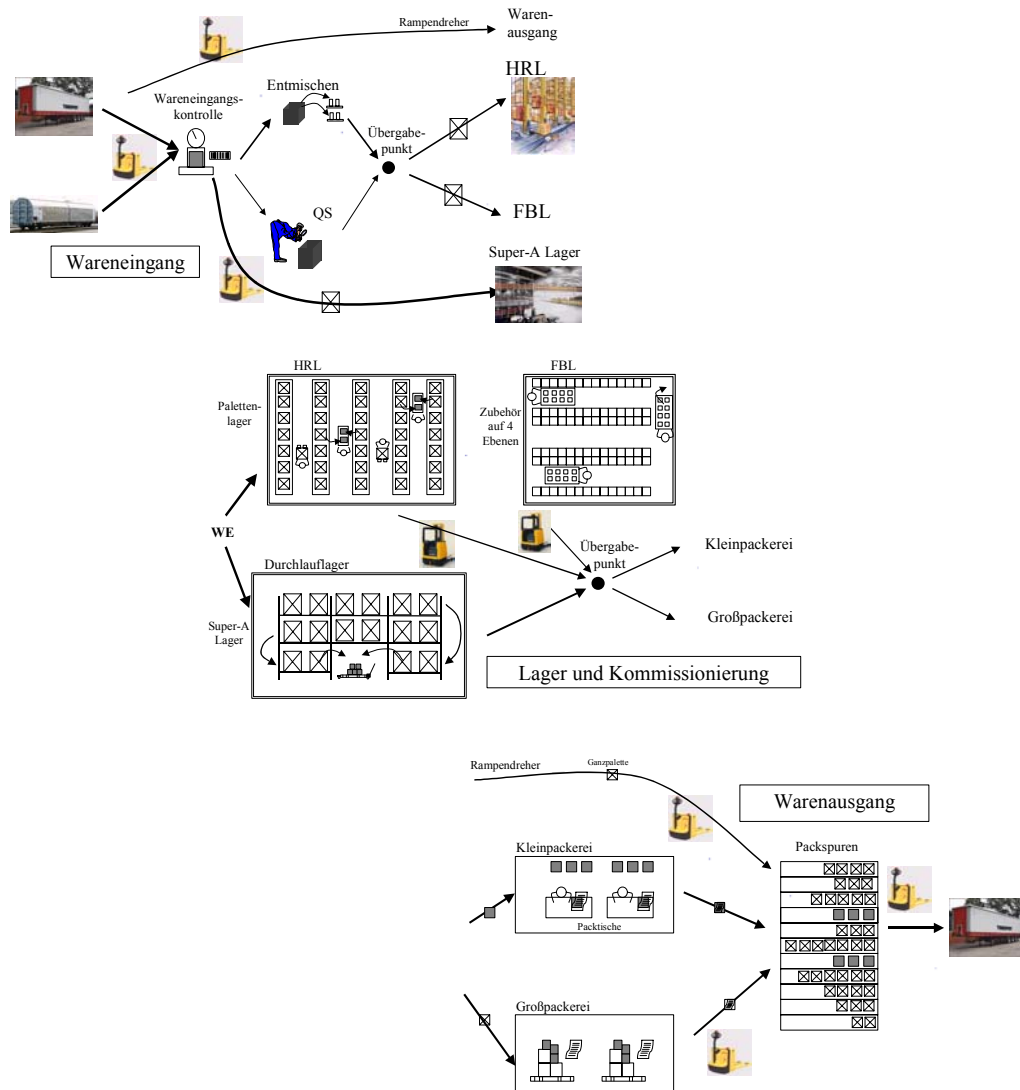 Rampendreher
Waren-
ausgang
HRL
Entmischen
Wareneingangs-
kontrolle
Übergabe-
punkt
QS
FBL
Wareneingang
Super-A Lager
HRL
FBL
Paletten-
lager
Zubehör
auf 4
Ebenen
WE
Übergabe-
punkt
Kleinpackerei
Durchlauflager
Großpackerei
Super-A
Lager
Lager und Kommissionierung
Rampendreher
Ganzpalette
Warenausgang
Kleinpackerei
Packspuren
Packtische
Großpackerei